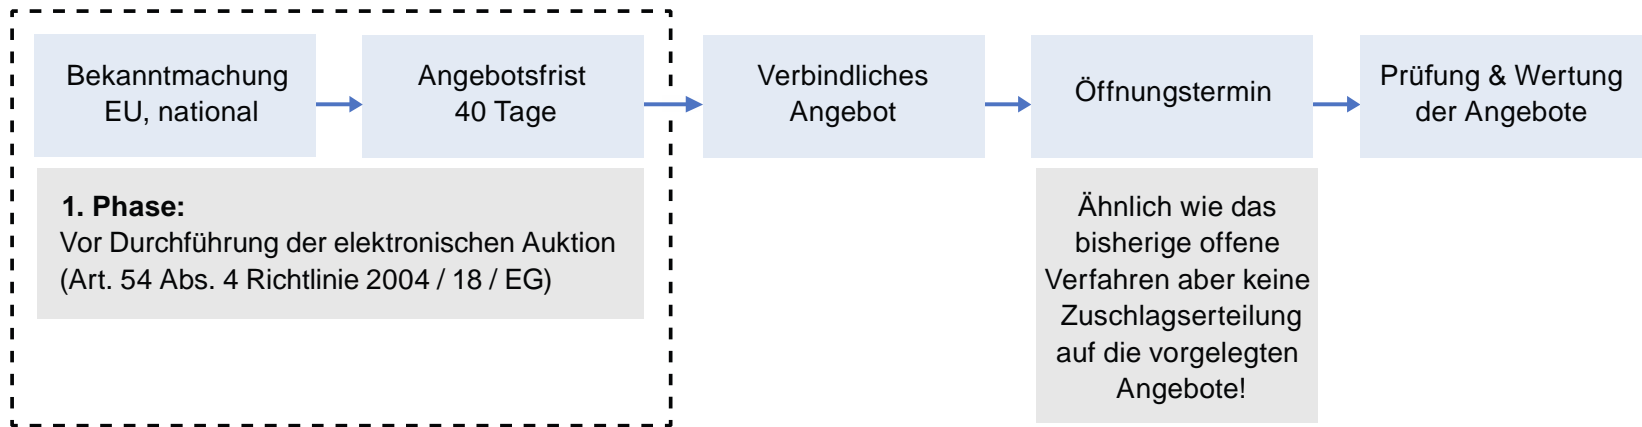 Bekanntmachung
EU, national
Angebotsfrist
40 Tage
Verbindliches
Angebot
Öffnungstermin
Prüfung & Wertung
der Angebote
1. Phase:
Vor Durchführung der elektronischen Auktion
(Art. 54 Abs. 4 Richtlinie 2004 / 18 / EG)
Ähnlich wie das
bisherige offene
Verfahren aber keine
Zuschlagserteilung
auf die vorgelegten
Angebote!